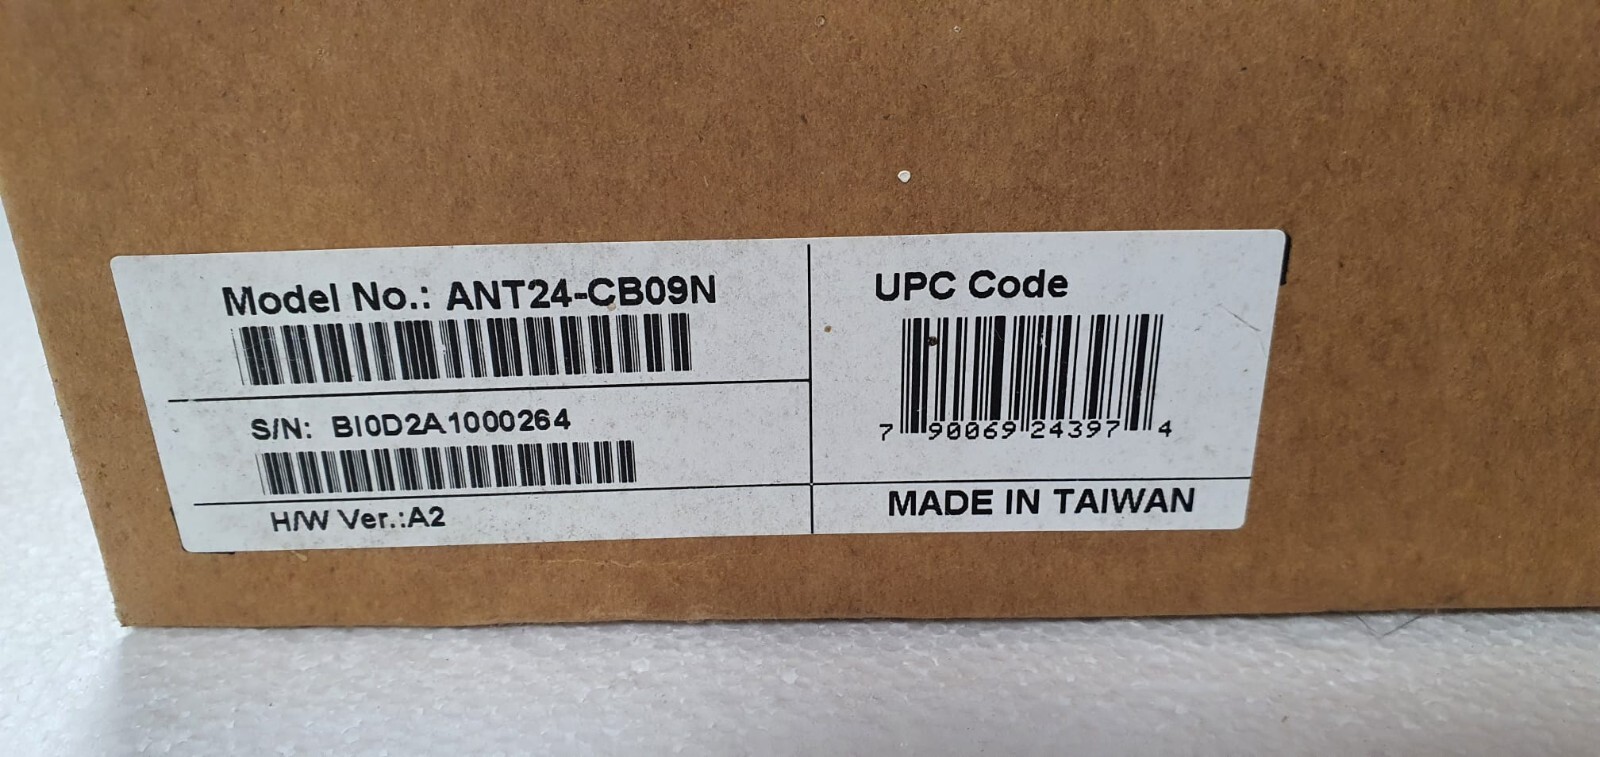 Model No.: ANT24-CB09N
S/N: BI0D2A1000264
H/W Ver.:A2
UPC Code
7 90069 24397 4
MADE IN TAIWAN